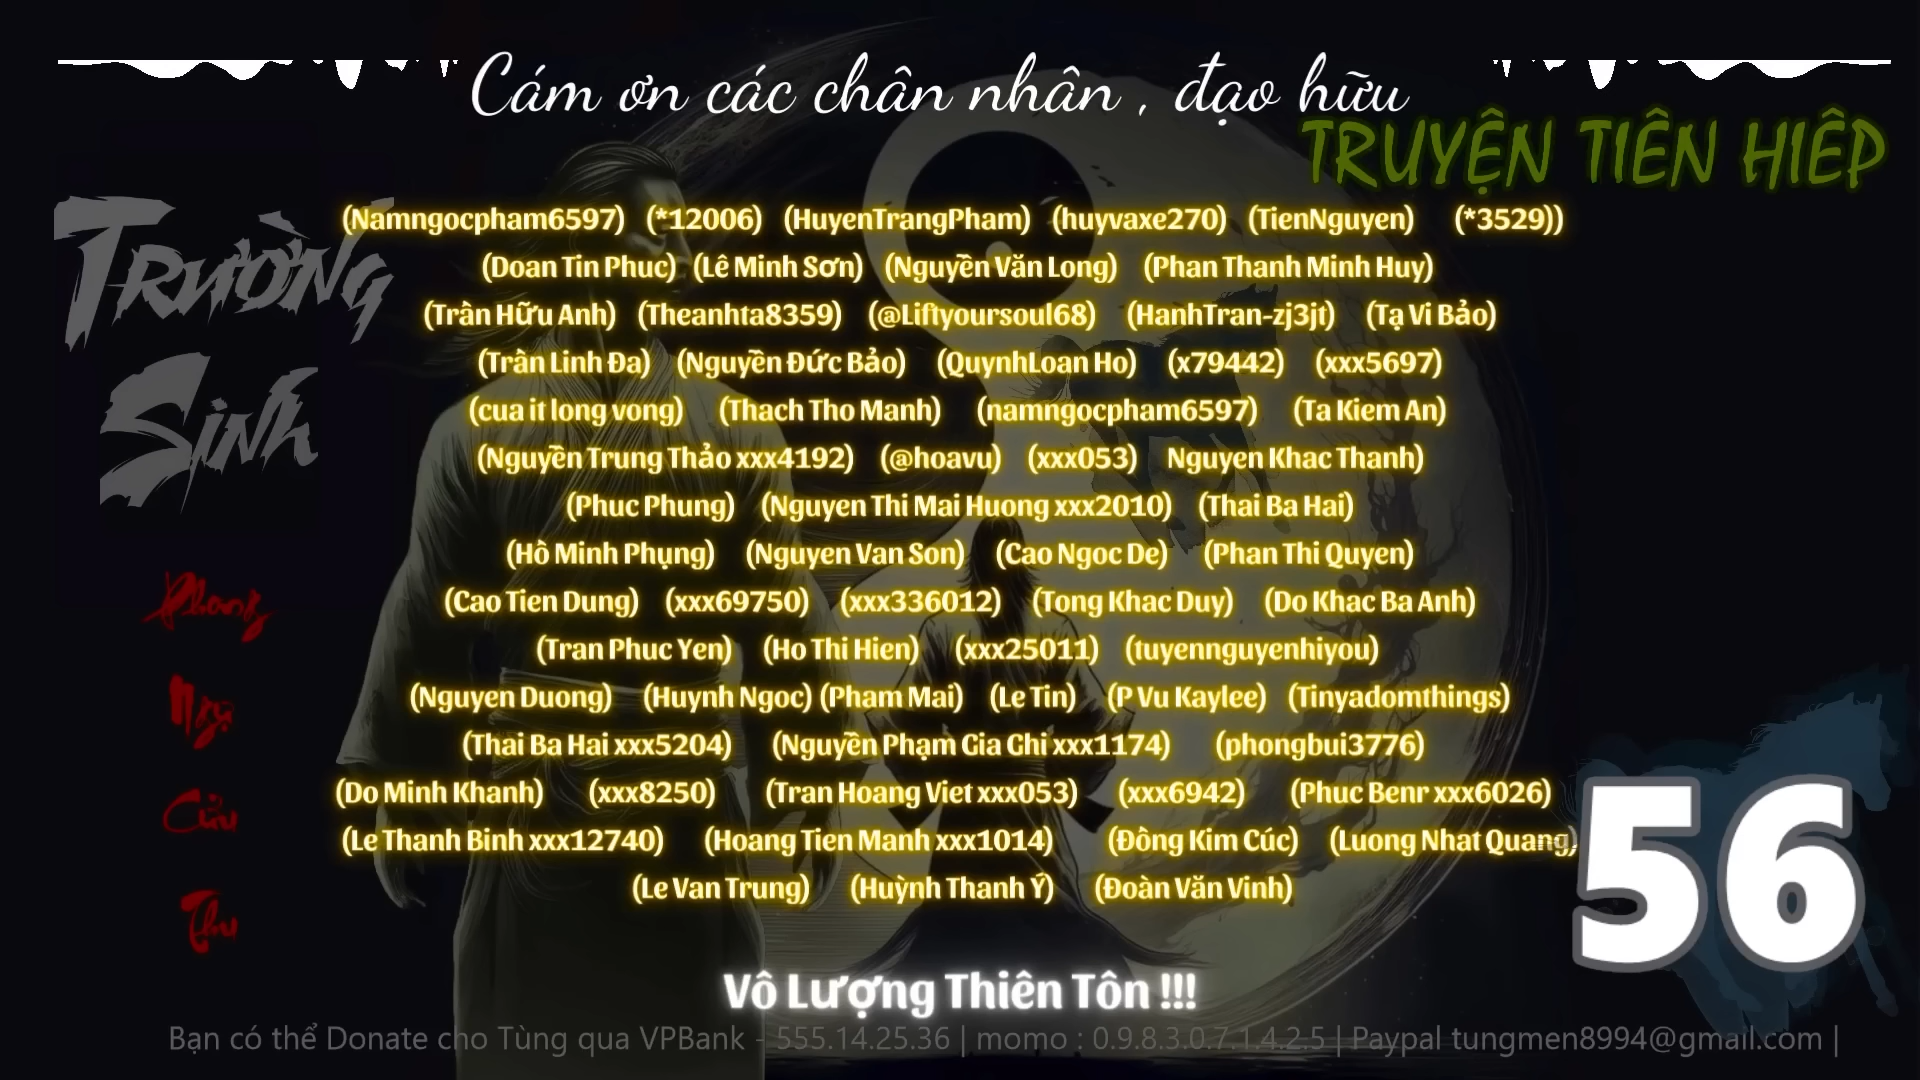 Cám ơn các chân nhân , đạo hữu
TRUYỆN TIÊN HIỆP
TRƯỜNG
SINH
(Namngocpham6597) (*12006) (HuyenTrangPham) (huyvaxe270) (TienNguyen) (*3529))
(Doan Tin Phuc) (Lê Minh Sơn) (Nguyễn Văn Long) (Phan Thanh Minh Huy)
(Trần Hữu Anh) (Theanhta8359) (@Liftyoursoul68) (HanhTran-zj3jt) (Tạ Vi Bảo)
(Trần Linh Đa) (Nguyễn Đức Bảo) (QuynhLoan Ho) (x79442) (xxx5697)
(cua it long vong) (Thach Tho Manh) (namngocpham6597) (Ta Kiem An)
(Nguyễn Trung Thảo xxx4192) (@hoavu) (xxx053) Nguyen Khac Thanh)
(Phuc Phung) (Nguyen Thi Mai Huong xxx2010) (Thai Ba Hai)
(Hồ Minh Phụng) (Nguyen Van Son) (Cao Ngoc De) (Phan Thi Quyen)
(Cao Tien Dung) (xxx69750) (xxx336012) (Tong Khac Duy) (Do Khac Ba Anh)
(Tran Phuc Yen) (Ho Thi Hien) (xxx25011) (tuyennguyenhiyou)
(Nguyen Duong) (Huynh Ngoc) (Pham Mai) (Le Tin) (P Vu Kaylee) (Tinyadomthings)
(Thai Ba Hai xxx5204) (Nguyễn Phạm Gia Ghi xxx1174) (phongbui3776)
(Do Minh Khanh) (xxx8250) (Tran Hoang Viet xxx053) (xxx6942) (Phuc Benr xxx6026)
(Le Thanh Binh xxx12740) (Hoang Tien Manh xxx1014) (Đồng Kim Cúc) (Luong Nhat Quang)
(Le Van Trung) (Huỳnh Thanh Ý) (Đoàn Văn Vinh)
Phong
Ngự
Cửu
Thu
56
Vô Lượng Thiên Tôn !!!
Bạn có thể Donate cho Tùng qua VPBank - 555.14.25.36 | momo : 0.9.8.3.0.7.1.4.2.5 | Paypal tungmen8994@gmail.com |